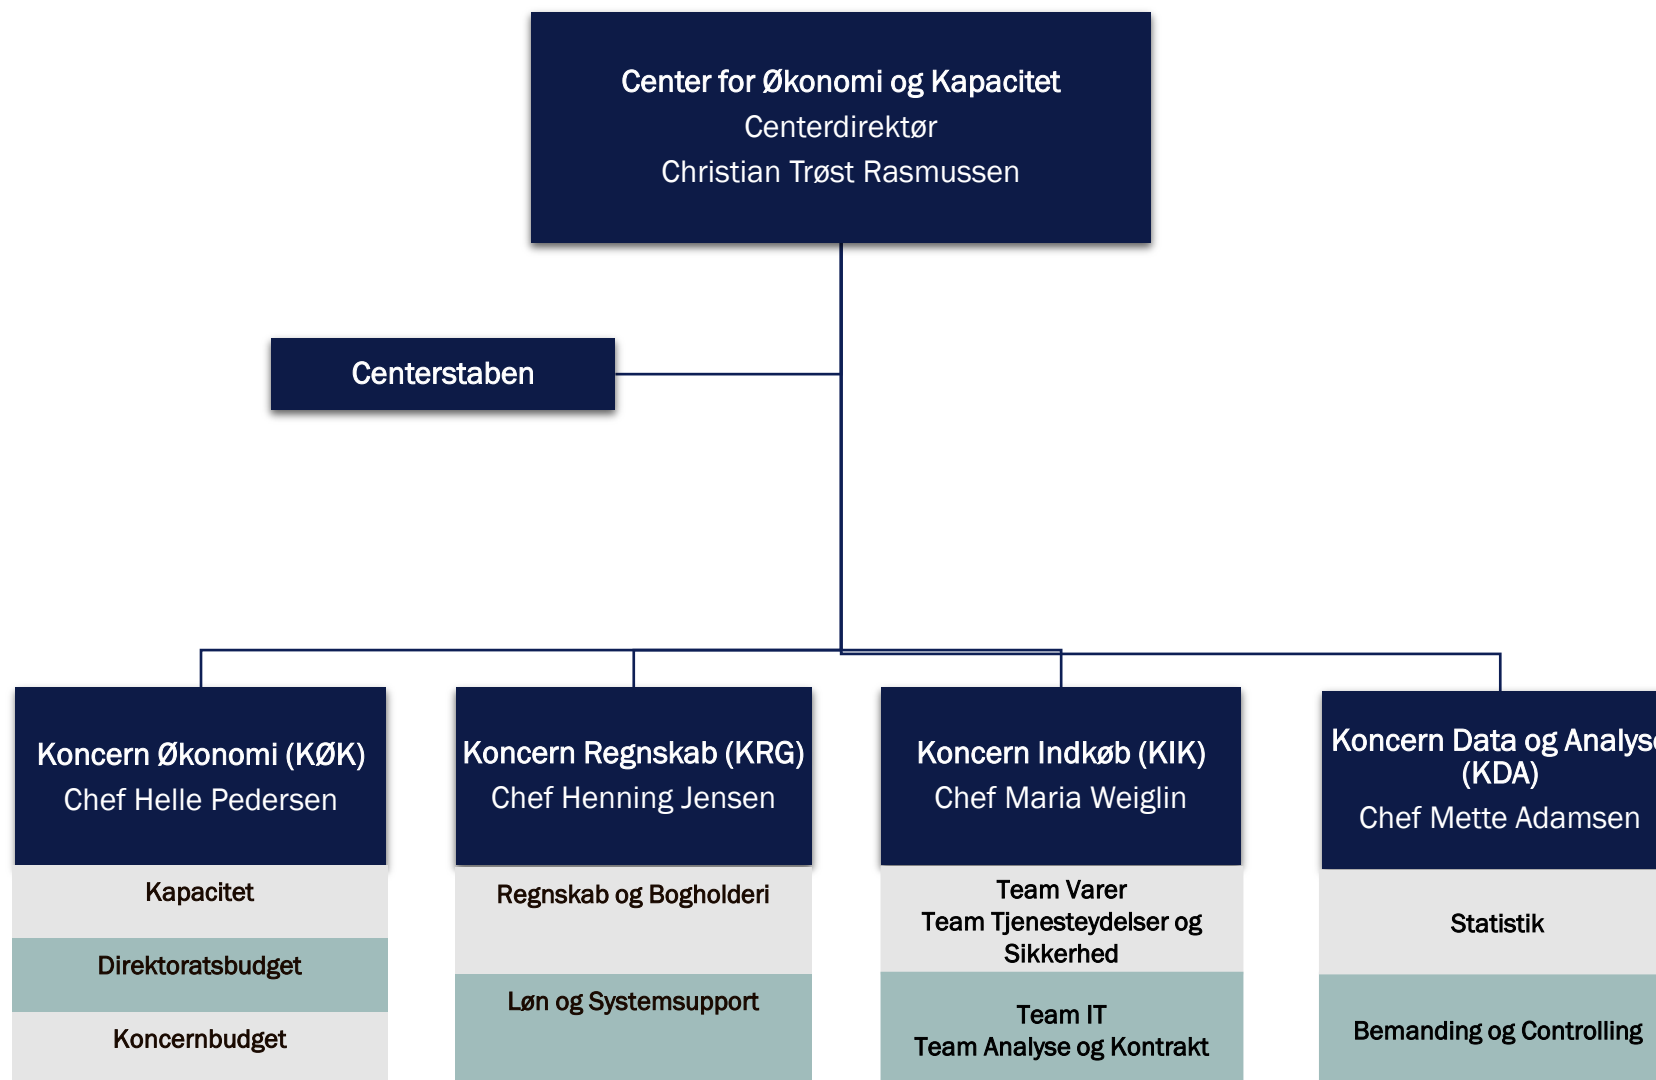 Center for Økonomi og Kapacitet
Centerdirektør
Christian Trøst Rasmussen
Centerstaben
Koncern Økonomi (KØK)
Chef Helle Pedersen
Kapacitet
Direktoratsbudget
Koncernbudget
Koncern Regnskab (KRG)
Chef Henning Jensen
Regnskab og Bogholderi
Løn og Systemsupport
Koncern Indkøb (KIK)
Chef Maria Weiglin
Team Varer
Team Tjenesteydelser og
Sikkerhed
Team IT
Team Analyse og Kontrakt
Koncern Data og Analyse
(KDA)
Chef Mette Adamsen
Statistik
Bemanding og Controlling